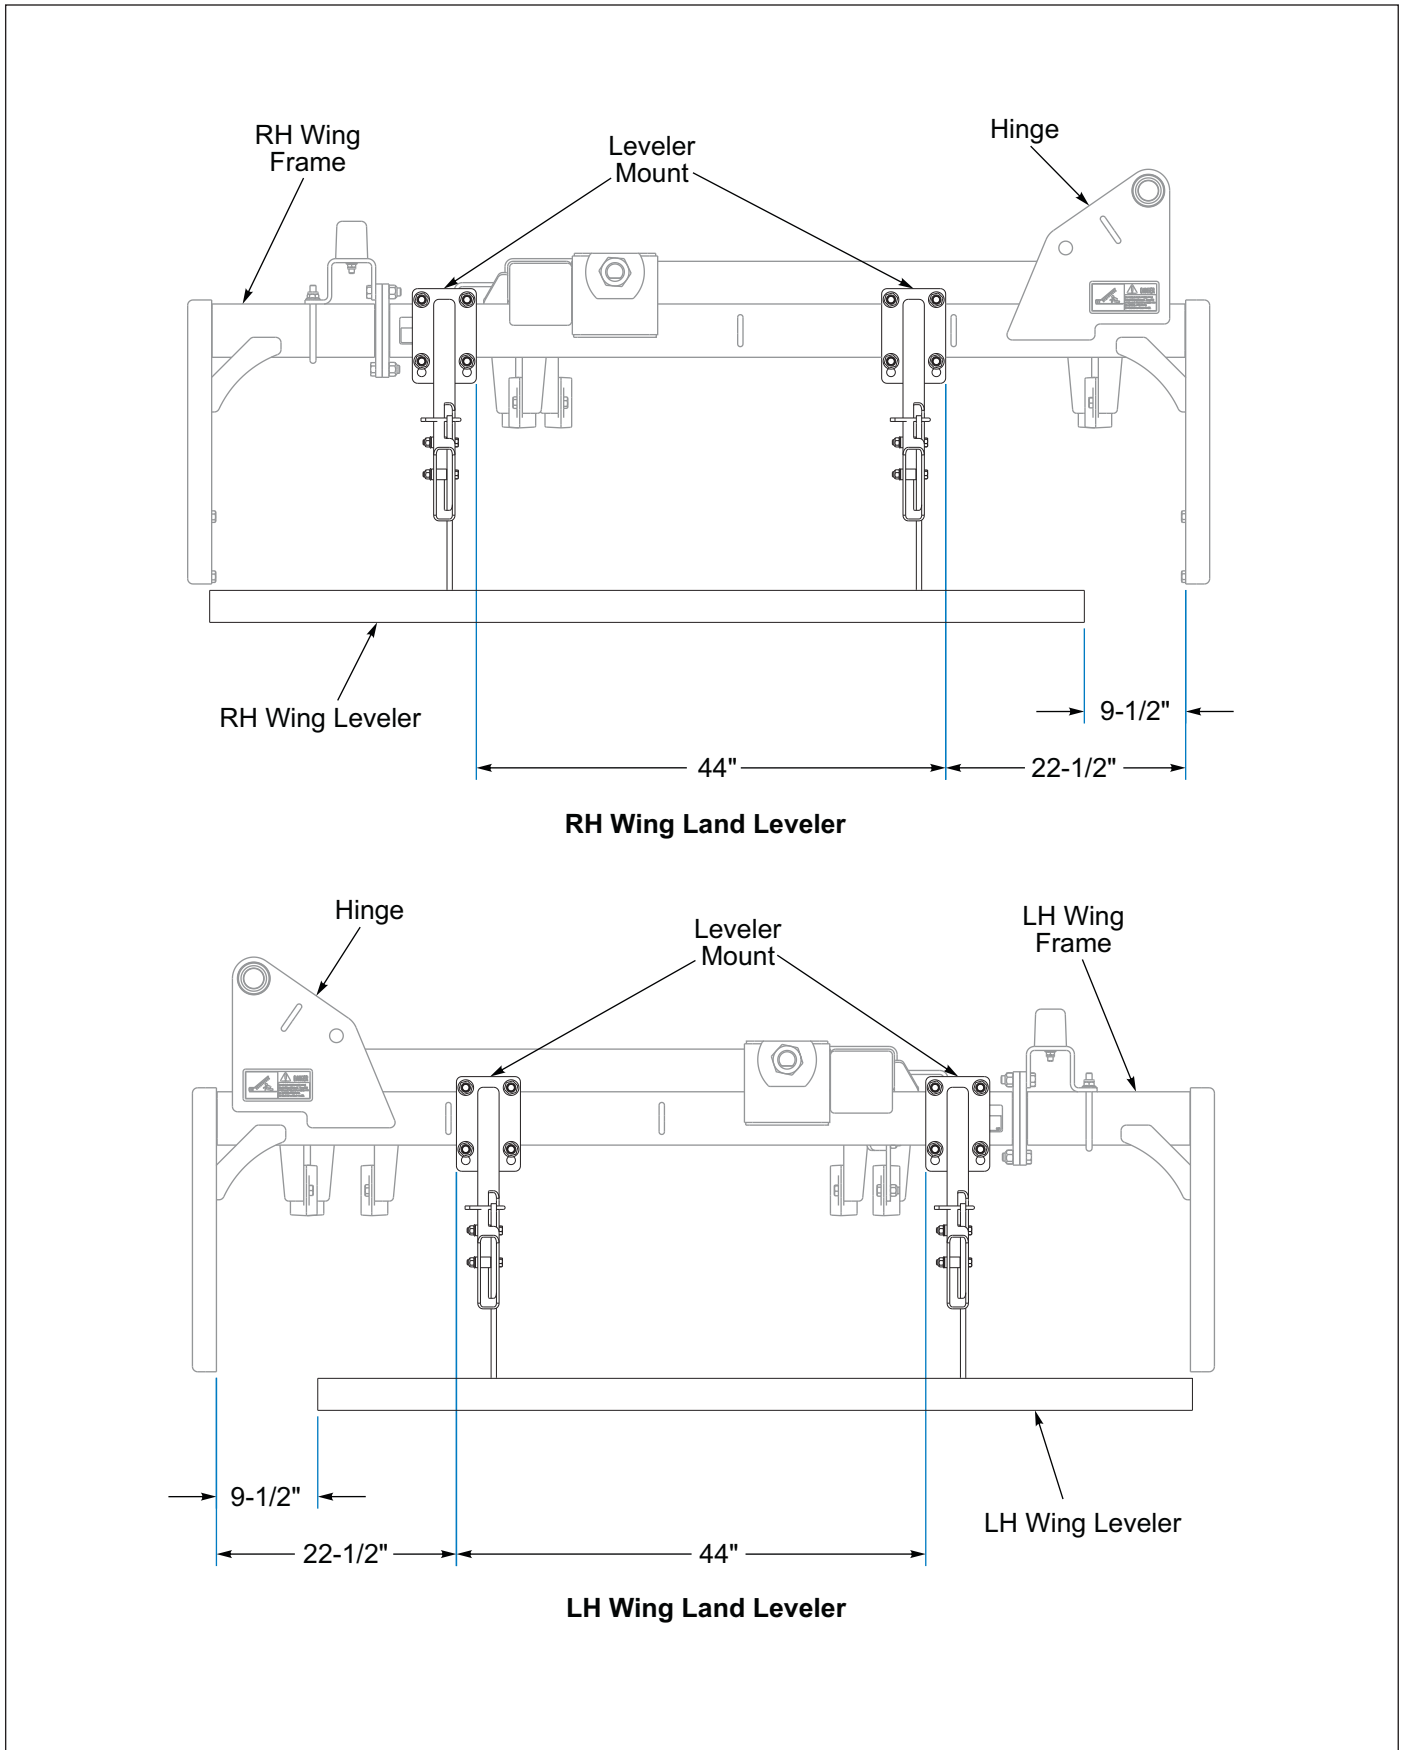 RH Wing
Frame
Leveler
Mount
Hinge
RH Wing Leveler
9-1/2"
44"
22-1/2"
RH Wing Land Leveler
Hinge
Leveler
Mount
LH Wing
Frame
9-1/2"
LH Wing Leveler
22-1/2"
44"
LH Wing Land Leveler